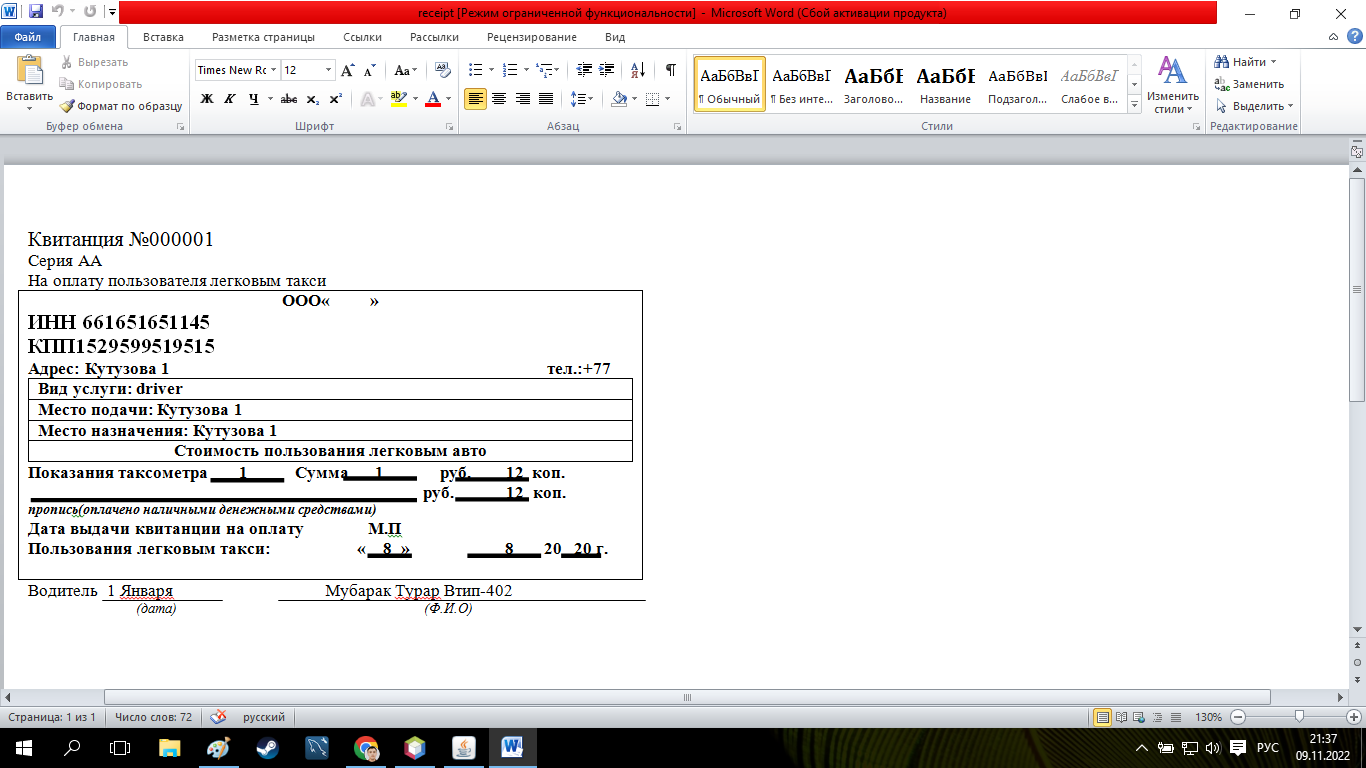 receipt [Режим ограниченной функциональности] - Microsoft Word (Сбой активации продукта)
Файл Главная Вставка Разметка страницы Ссылки Рассылки Рецензирование Вид
Вставить
Вырезать
Копировать
Формат по образцу
Буфер обмена
Times New Ro 12
Ж К Ч abc x₂ x²
Шрифт
Абзац
АаБбВвІ АаБбВвІ АаБбІ АаБбВ АаБбВвІ АаБбВвІ
¶ Обычный ¶ Без инте... Заголово... Название Подзагол... Слабое в...
Стили
Изменить стили
Найти
Заменить
Выделить
Редактирование
Квитанция №000001
Серия АА
На оплату пользователя легковым такси
ООО« »
ИНН 661651651145
КПП1529599519515
Адрес: Кутузова 1 тел.:+77
Вид услуги: driver
Место подачи: Кутузова 1
Место назначения: Кутузова 1
Стоимость пользования легковым авто
Показания таксометра 1 Сумма 1 руб. 12 коп.
руб. 12 коп.
пропись(оплачено наличными денежными средствами)
Дата выдачи квитанции на оплату М.П
Пользования легковым такси: « 8 » 8 20 20 г.
Водитель 1 Января Мубарак Турар Втип-402
(дата) (Ф.И.О)
Страница: 1 из 1 Число слов: 72 русский 130%
РУС
21:37
09.11.2022